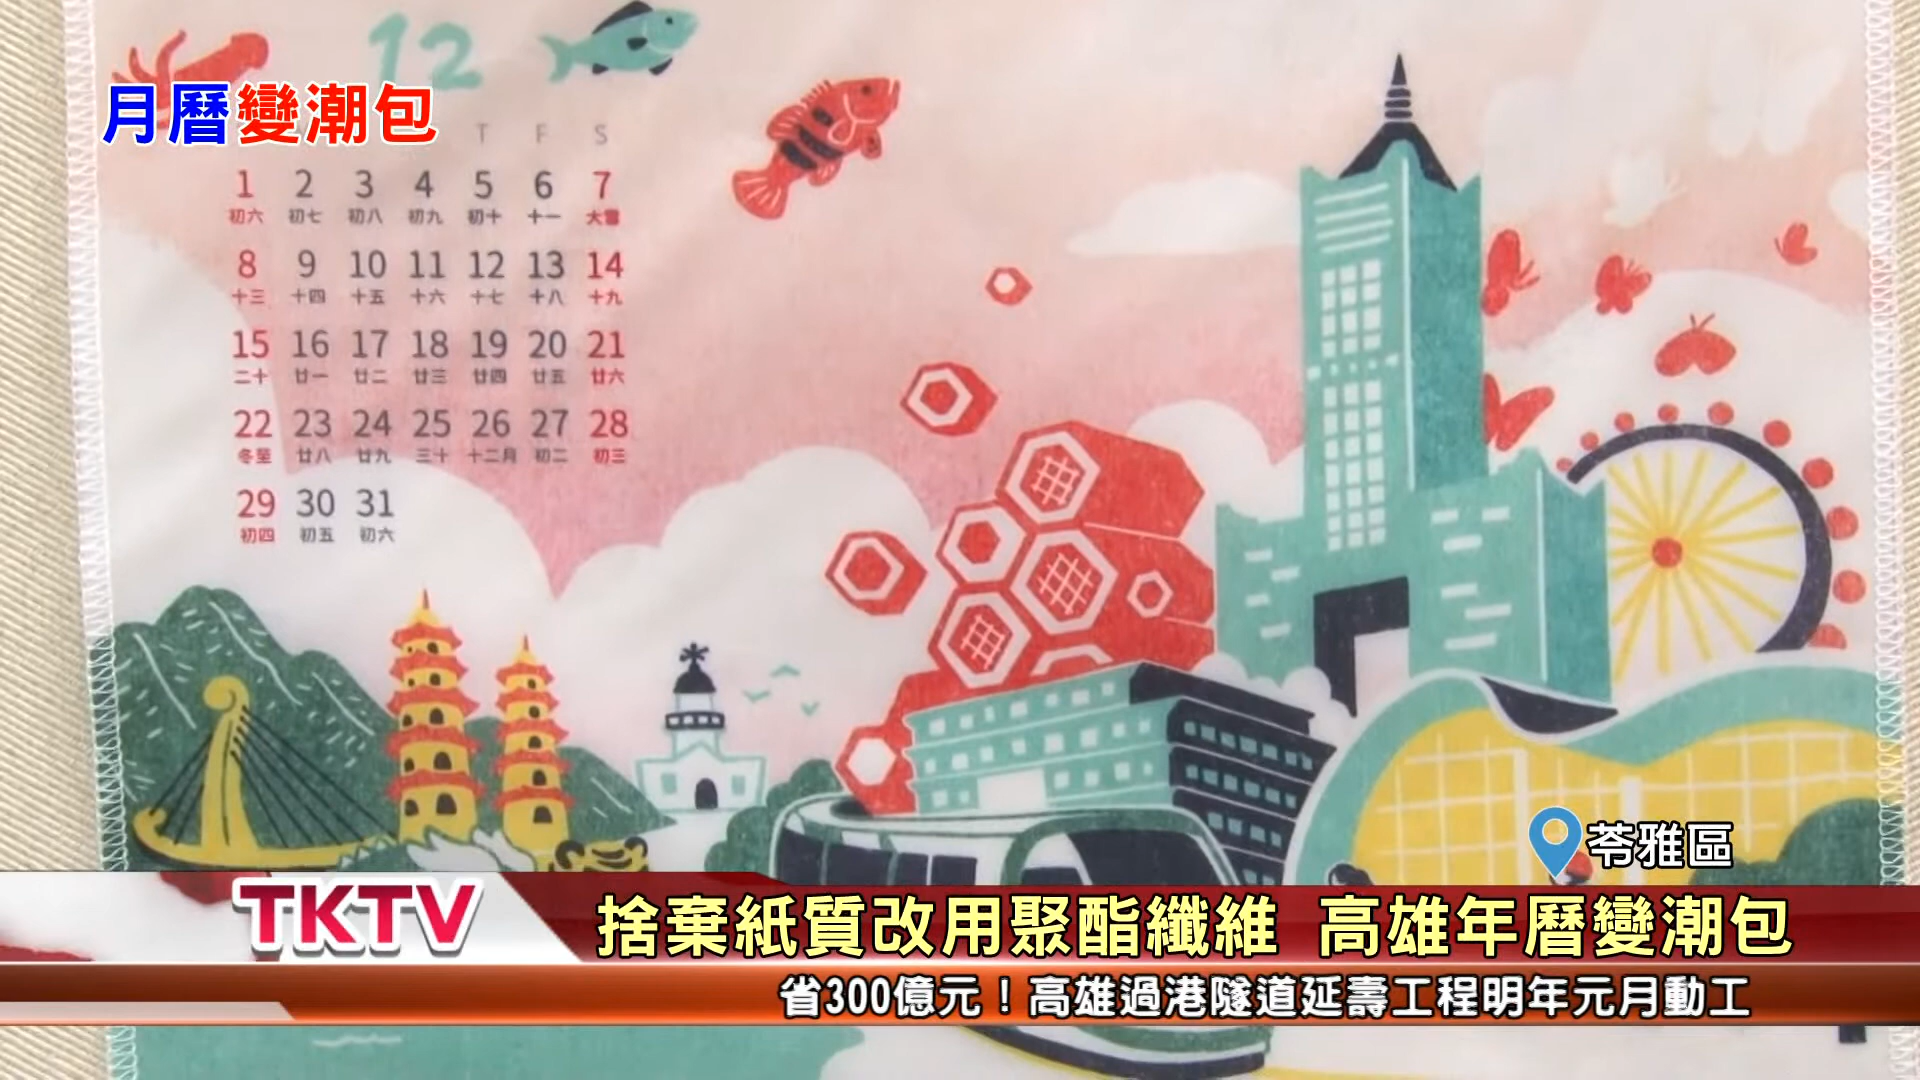 12
月曆變潮包
T F S
1 2 3 4 5 6 7
初六 初七 初八 初九 初十 十一 大雪
8 9 10 11 12 13 14
十三 十四 十五 十六 十七 十八 十九
15 16 17 18 19 20 21
二十 廿一 廿二 廿三 廿四 廿五 廿六
22 23 24 25 26 27 28
冬至 廿八 廿九 三十 十二月 初二 初三
29 30 31
初四 初五 初六
苓雅區
TKTV
捨棄紙質改用聚酯纖維 高雄年曆變潮包
省300億元！高雄過港隧道延壽工程明年元月動工